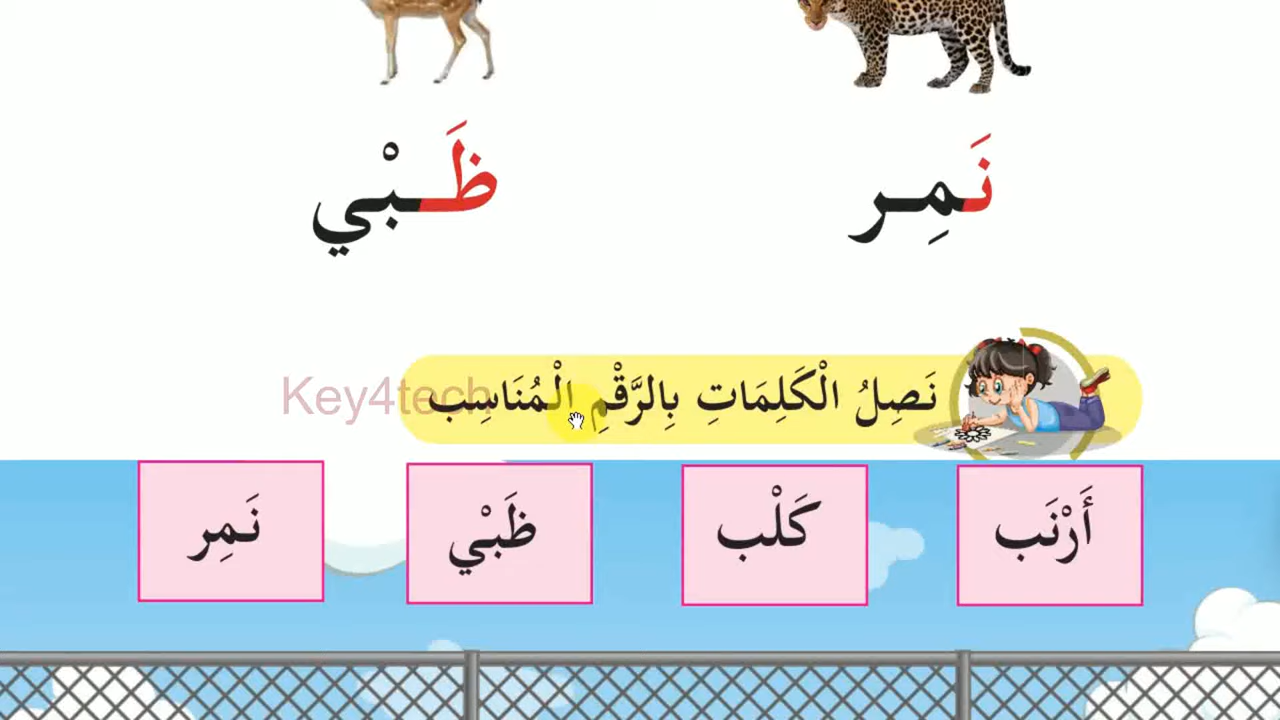 نَمِر
ظَبْي
نَصِلُ الْكَلِمَاتِ بِالرَّقْمِ الْمُنَاسِب
Key4tech
أَرْنَب
كَلْب
ظَبْي
نَمِر